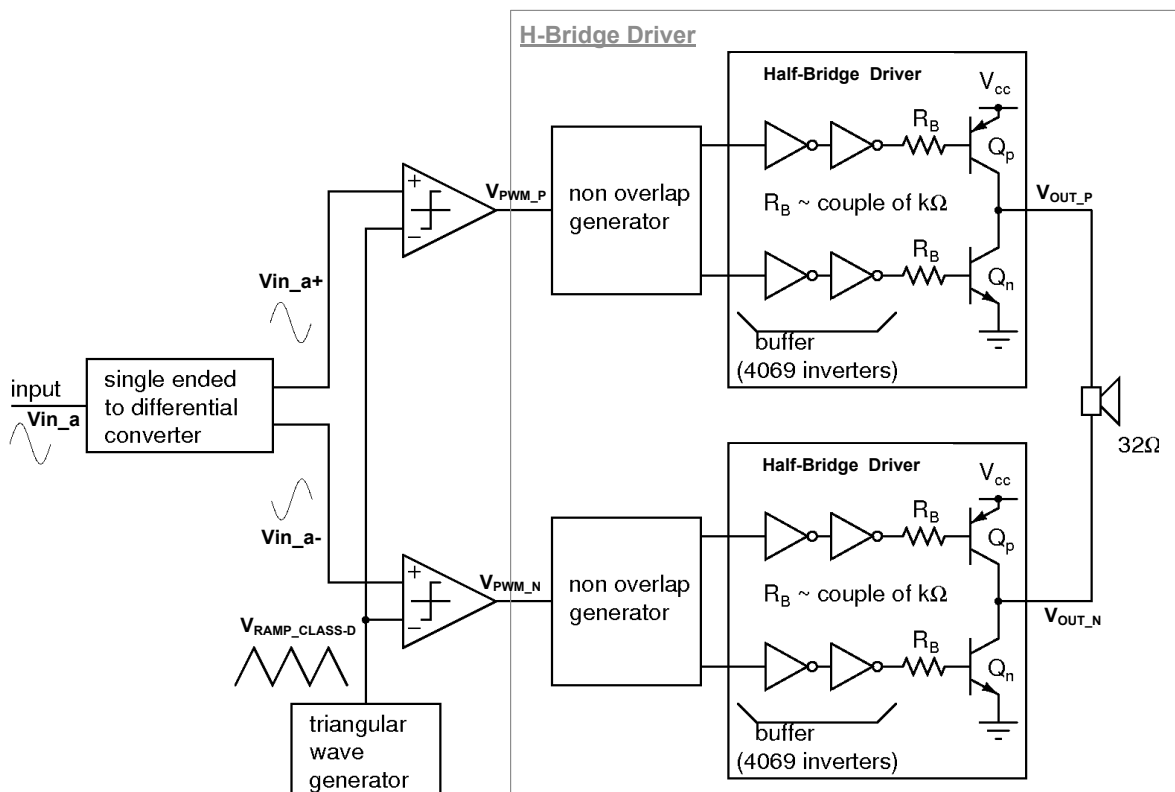 H-Bridge Driver
Half-Bridge Driver
Vcc
RB
Qp
+
−
VPWM_P
non overlap
generator
RB ~ couple of kΩ
VOUT_P
RB
Qn
Vin_a+
buffer
(4069 inverters)
input
Vin_a
single ended
to differential
converter
32Ω
Half-Bridge Driver
Vcc
RB
Qp
Vin_a-
+
−
VPWM_N
non overlap
generator
RB ~ couple of kΩ
VOUT_N
VRAMP_CLASS-D
RB
Qn
buffer
(4069 inverters)
triangular
wave
generator